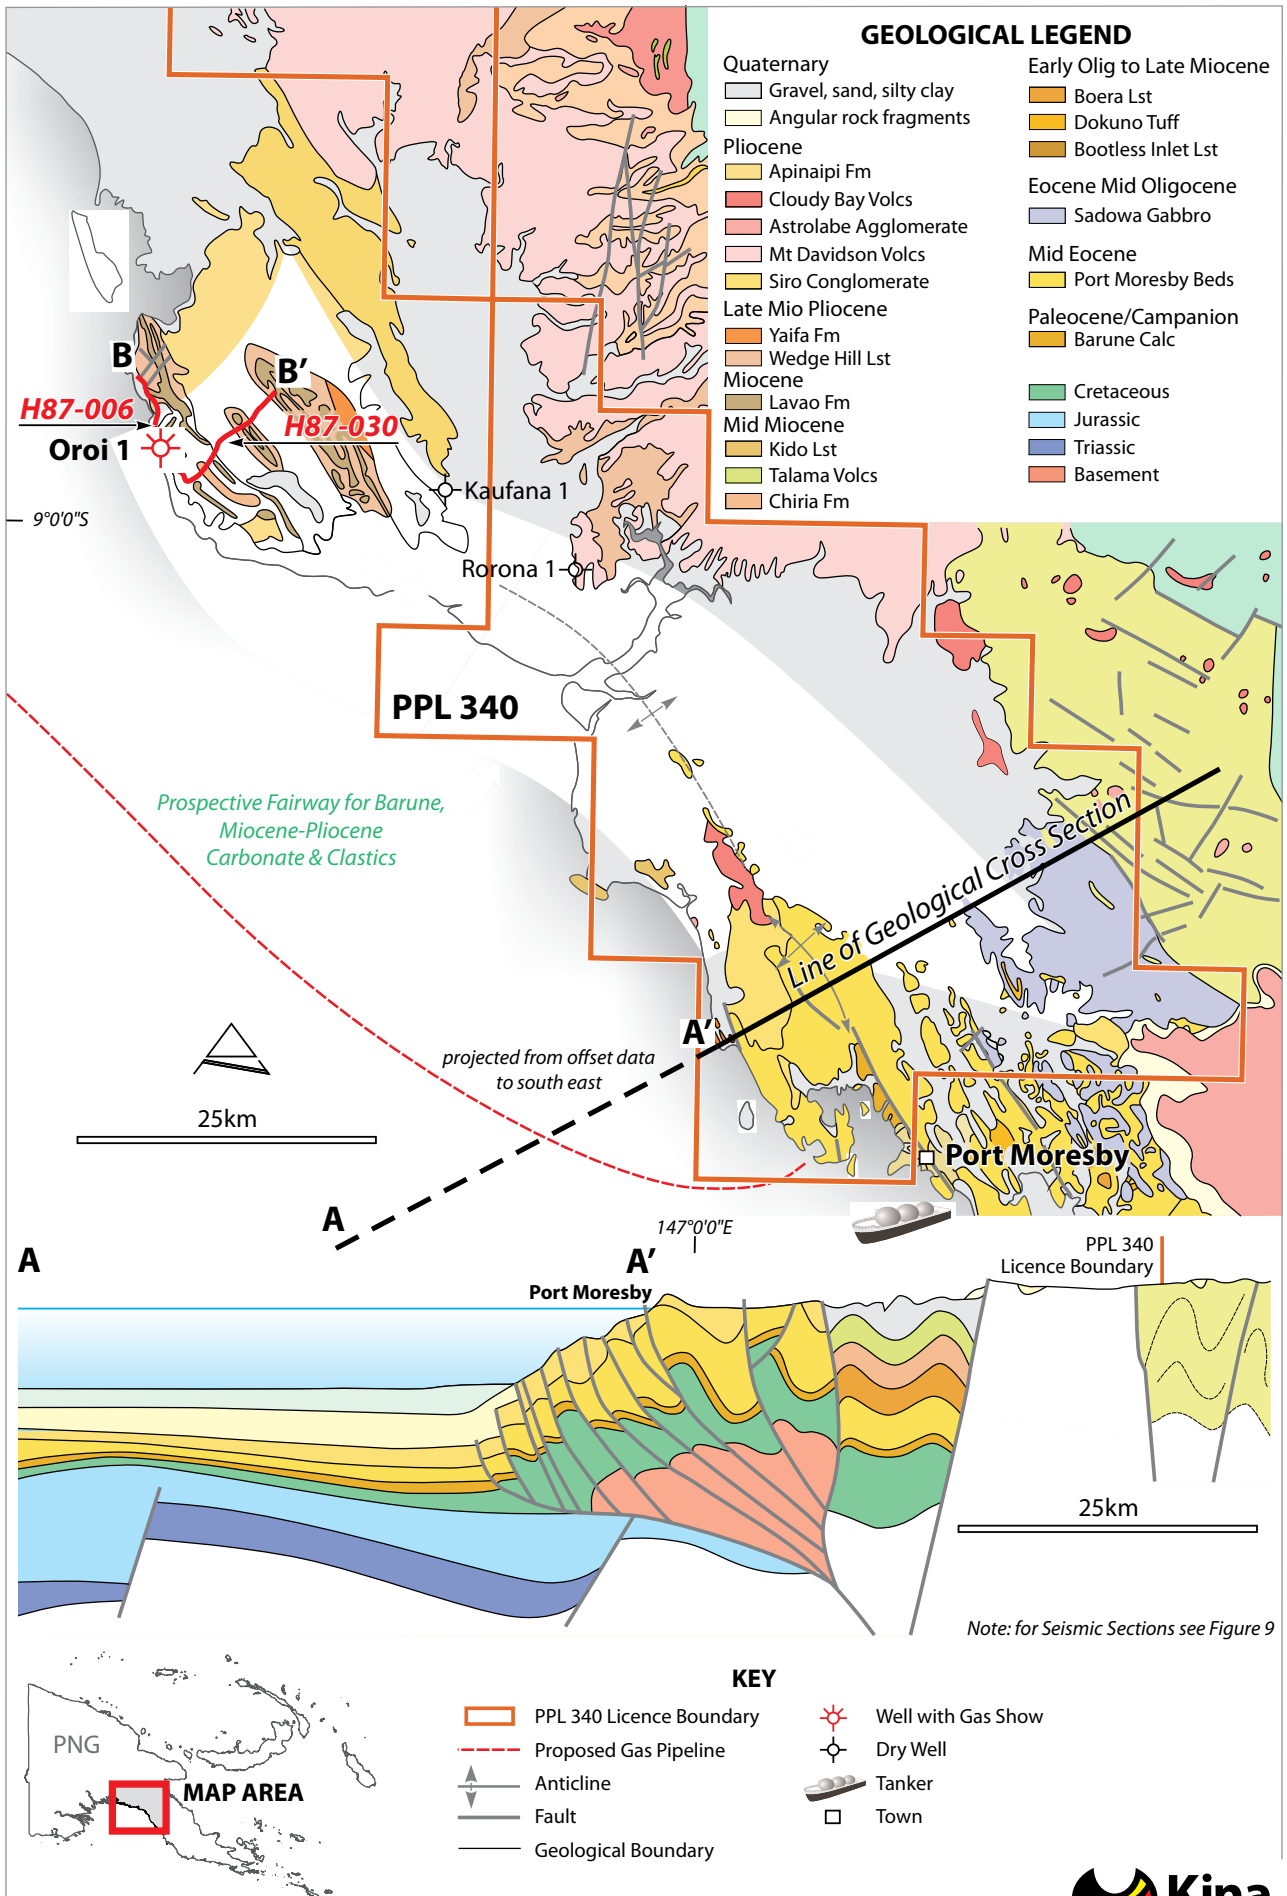 GEOLOGICAL LEGEND
Quaternary
Gravel, sand, silty clay
Angular rock fragments
Pliocene
Apinaipi Fm
Cloudy Bay Volcs
Astrolabe Agglomerate
Mt Davidson Volcs
Siro Conglomerate
Late Mio Pliocene
Yaifa Fm
Wedge Hill Lst
Miocene
Lavao Fm
Mid Miocene
Kido Lst
Talama Volcs
Chiria Fm
Early Olig to Late Miocene
Boera Lst
Dokuno Tuff
Bootless Inlet Lst
Eocene Mid Oligocene
Sadowa Gabbro
Mid Eocene
Port Moresby Beds
Paleocene/Campanion
Barune Calc
Cretaceous
Jurassic
Triassic
Basement
B
B'
H87-006
H87-030
Oroi 1
Kaufana 1
9°0'0"S
Rorona 1
PPL 340
Prospective Fairway for Barune,
Miocene-Pliocene
Carbonate & Clastics
Line of Geological Cross Section
A'
projected from offset data
to south east
25km
Port Moresby
A
147°0'0"E
A
A'
Port Moresby
PPL 340
Licence Boundary
25km
Note: for Seismic Sections see Figure 9
KEY
PPL 340 Licence Boundary
Proposed Gas Pipeline
Anticline
Fault
Geological Boundary
Well with Gas Show
Dry Well
Tanker
Town
PNG
MAP AREA
Kina